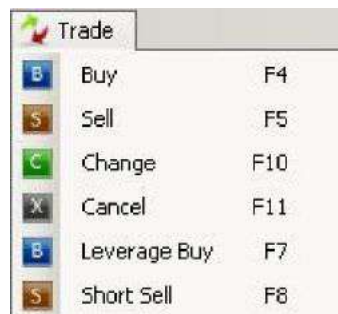 Trade
B Buy F4
S Sell F5
C Change F10
X Cancel F11
B Leverage Buy F7
S Short Sell F8